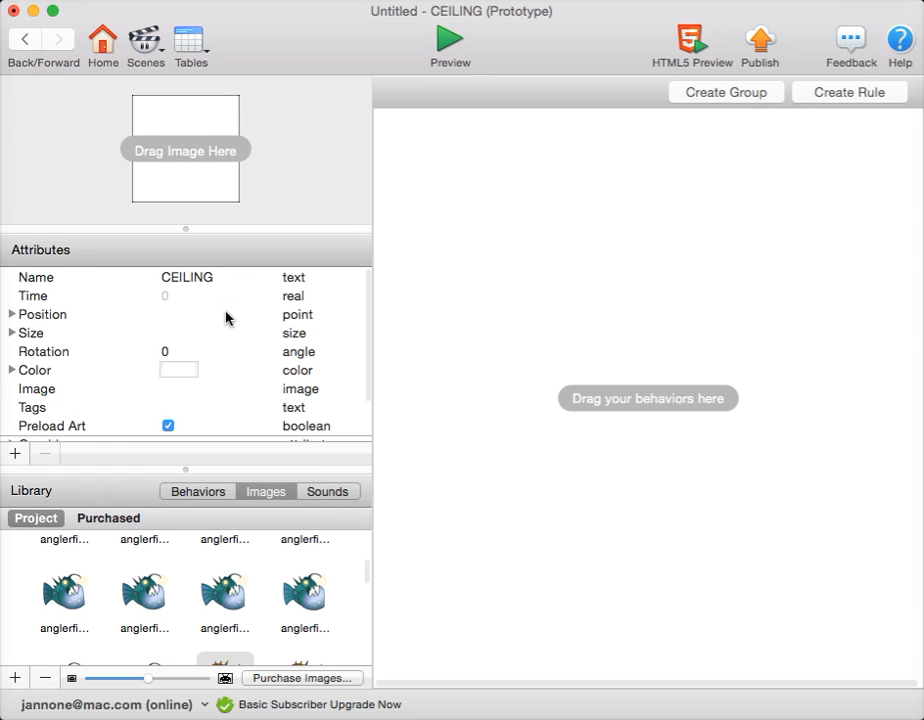 Untitled - CEILING (Prototype)
Back/Forward Home Scenes Tables Preview HTML5 Preview Publish Feedback Help
Create Group Create Rule
Drag Image Here
Attributes
Name CEILING text
Time 0 real
Position point
Size size
Rotation 0 angle
Color color
Image image
Tags text
Preload Art boolean
Drag your behaviors here
Library Behaviors Images Sounds
Project Purchased
anglerfi... anglerfi... anglerfi... anglerfi...
anglerfi... anglerfi... anglerfi... anglerfi...
Purchase Images...
jannone@mac.com (online) Basic Subscriber Upgrade Now